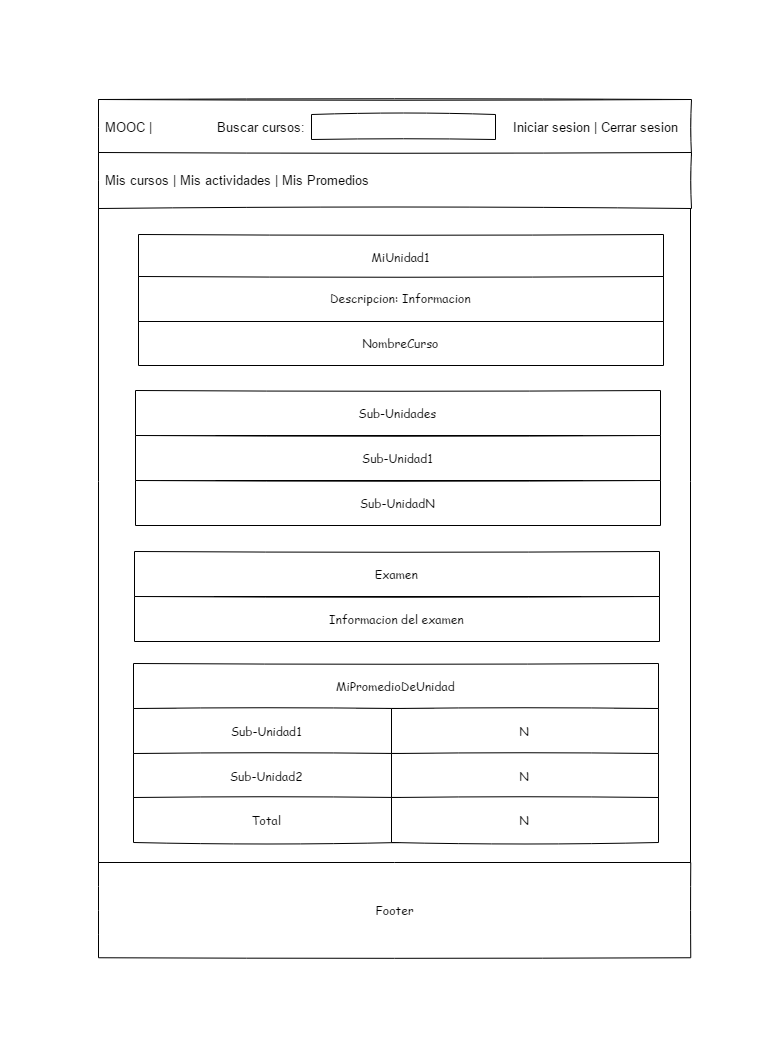 MOOC | Buscar cursos: Iniciar sesion | Cerrar sesion
Mis cursos | Mis actividades | Mis Promedios
MiUnidad1
Descripcion: Informacion
NombreCurso
Sub-Unidades
Sub-Unidad1
Sub-UnidadN
Examen
Informacion del examen
MiPromedioDeUnidad
Sub-Unidad1 N
Sub-Unidad2 N
Total N
Footer